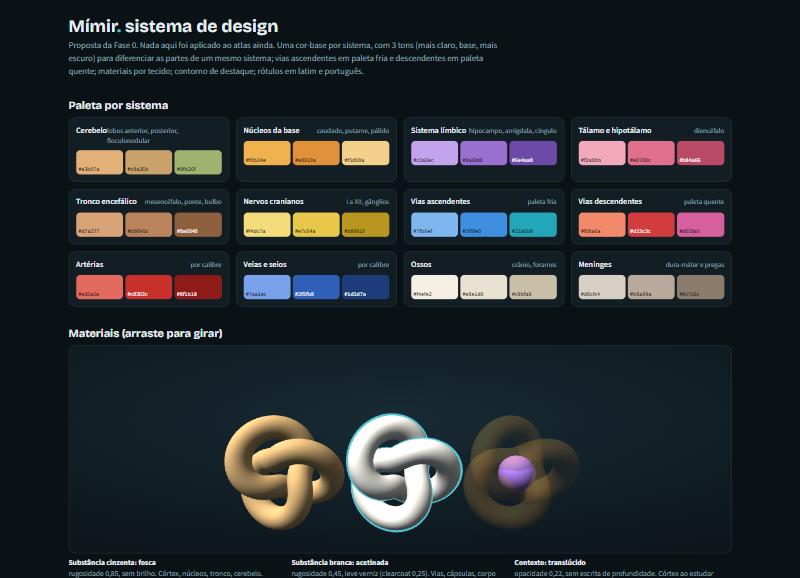 Mímir. sistema de design
Proposta da Fase 0. Nada aqui foi aplicado ao atlas ainda. Uma cor-base por sistema, com 3 tons (mais claro, base, mais
escuro) para diferenciar as partes de um mesmo sistema; vias ascendentes em paleta fria e descendentes em paleta
quente; materiais por tecido; contorno de destaque; rótulos em latim e português.
Paleta por sistema
Cerebelo lobos anterior, posterior,
floculonodular
Núcleos da base caudado, putame, pálido
Sistema límbico hipocampo, amígdala, cíngulo
Tálamo e hipotálamo diencéfalo
Tronco encefálico mesencéfalo, ponte, bulbo
Nervos cranianos I a XII, gânglios
Vias ascendentes paleta fria
Vias descendentes paleta quente
Artérias por calibre
Veias e seios por calibre
Ossos crânio, forames
Meninges dura-máter e pregas
Materiais (arraste para girar)
Substância cinzenta: fosca
rugosidade 0,85, sem brilho. Córtex, núcleos, tronco, cerebelo.
Substância branca: acetinada
rugosidade 0,45, leve verniz (clearcoat 0,25). Vias, cápsulas, corpo
Contexto: translúcido
opacidade 0,22, sem escrita de profundidade. Córtex ao estudar